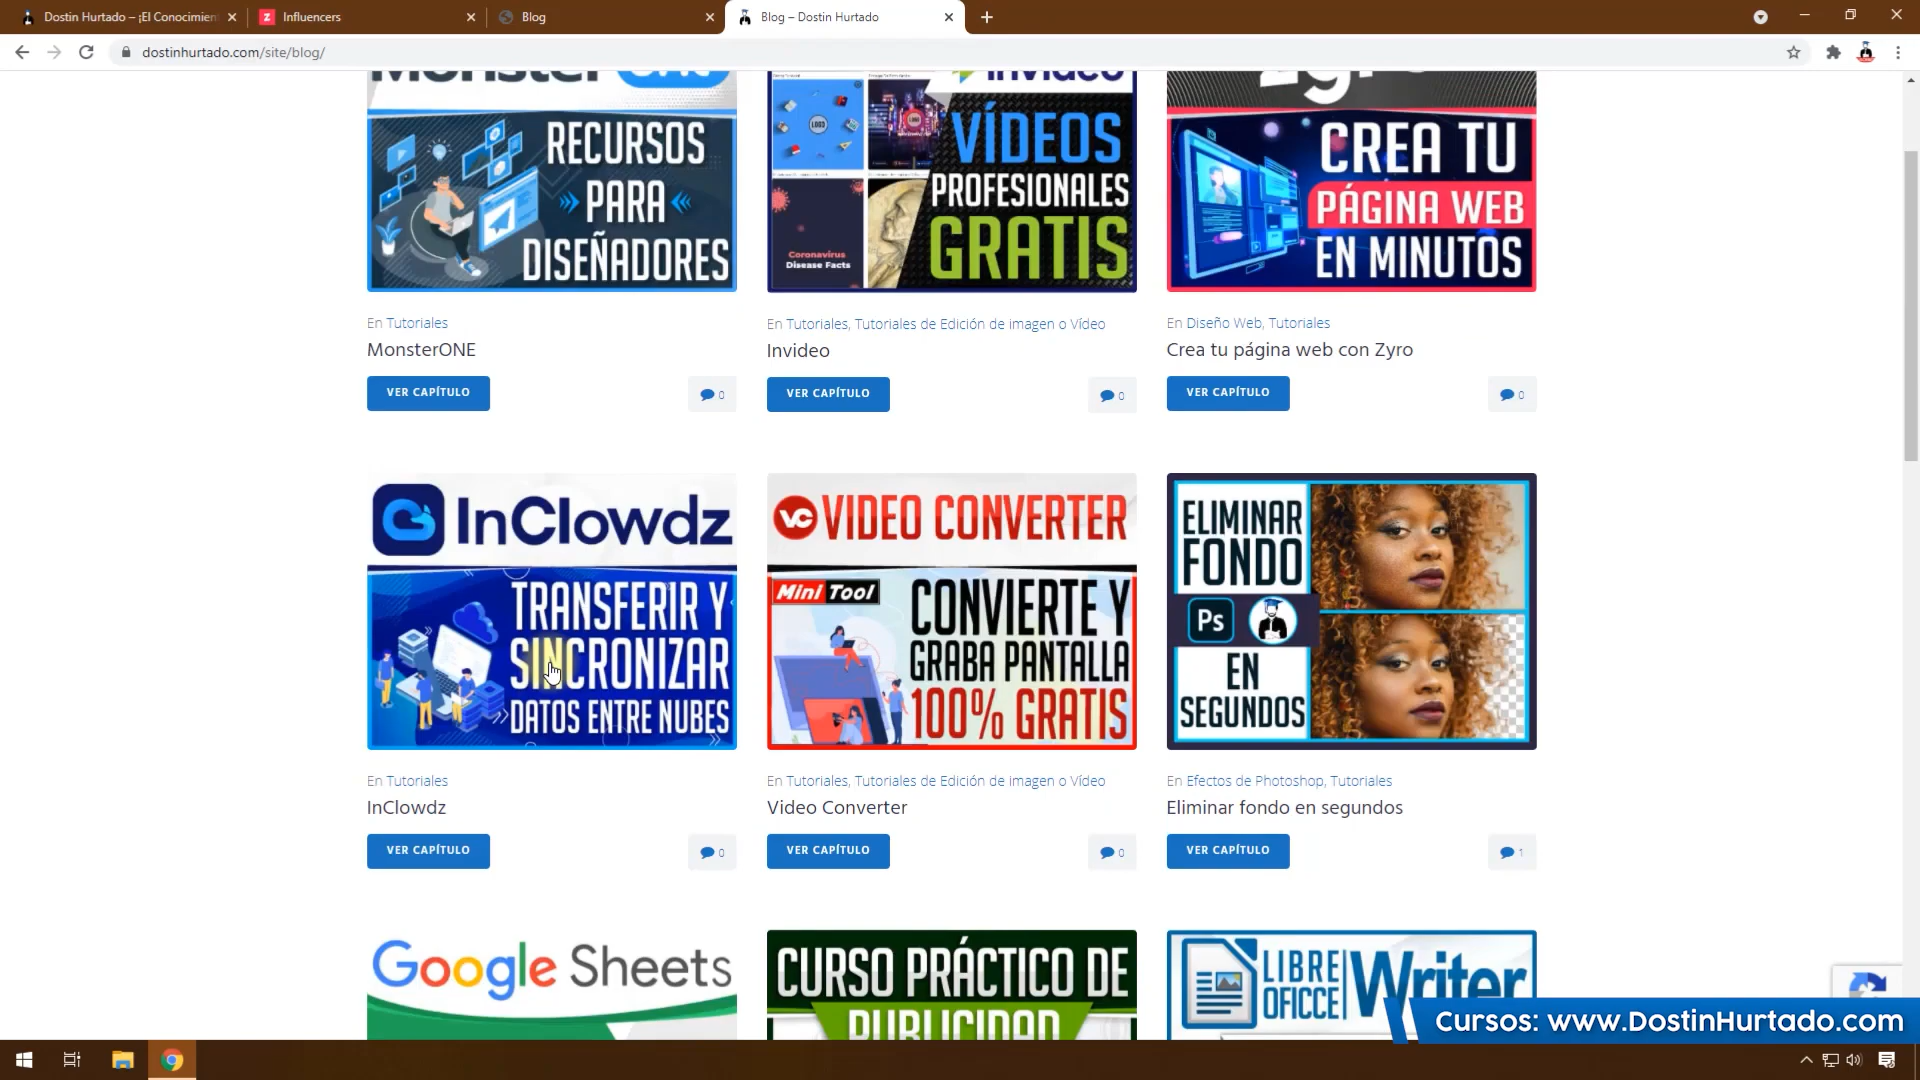 Dostin Hurtado – ¡El Conocimien
Influencers
Blog
Blog – Dostin Hurtado
dostinhurtado.com/site/blog/
RECURSOS
PARA
DISEÑADORES
LOGO
LOGO
Coronavirus
Disease Facts
VÍDEOS
PROFESIONALES
GRATIS
CREA TU
PÁGINA WEB
EN MINUTOS
En Tutoriales
MonsterONE
VER CAPÍTULO
0
En Tutoriales, Tutoriales de Edición de imagen o Vídeo
Invideo
VER CAPÍTULO
0
En Diseño Web, Tutoriales
Crea tu página web con Zyro
VER CAPÍTULO
0
InClowdz
TRANSFERIR Y
SINCRONIZAR
DATOS ENTRE NUBES
VC VIDEO CONVERTER
Mini Tool
CONVIERTE Y
GRABA PANTALLA
100% GRATIS
ELIMINAR
FONDO
Ps
EN
SEGUNDOS
En Tutoriales
InClowdz
VER CAPÍTULO
0
En Tutoriales, Tutoriales de Edición de imagen o Vídeo
Video Converter
VER CAPÍTULO
0
En Efectos de Photoshop, Tutoriales
Eliminar fondo en segundos
VER CAPÍTULO
1
Google Sheets
CURSO PRÁCTICO DE
PUBLICIDAD
LIBRE
OFICCE
Writer
Cursos: www.DostinHurtado.com